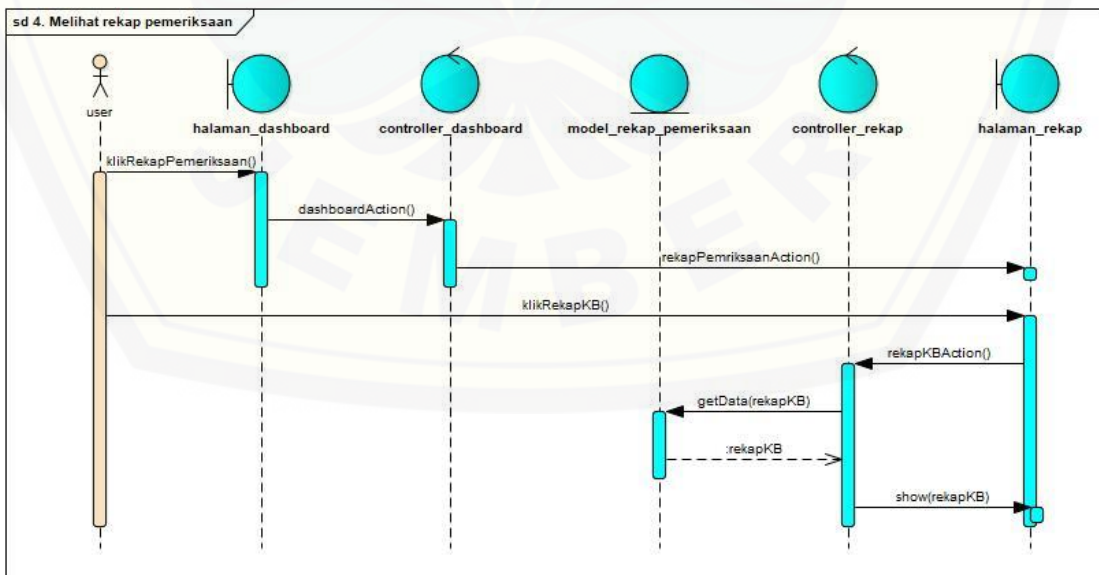 sd 4. Melihat rekap pemeriksaan
user
halaman_dashboard
controller_dashboard
model_rekap_pemeriksaan
controller_rekap
halaman_rekap
klikRekapPemeriksaan()
dashboardAction()
rekapPemriksaanAction()
klikRekapKB()
rekapKBAction()
getData(rekapKB)
:rekapKB
show(rekapKB)
EMBER